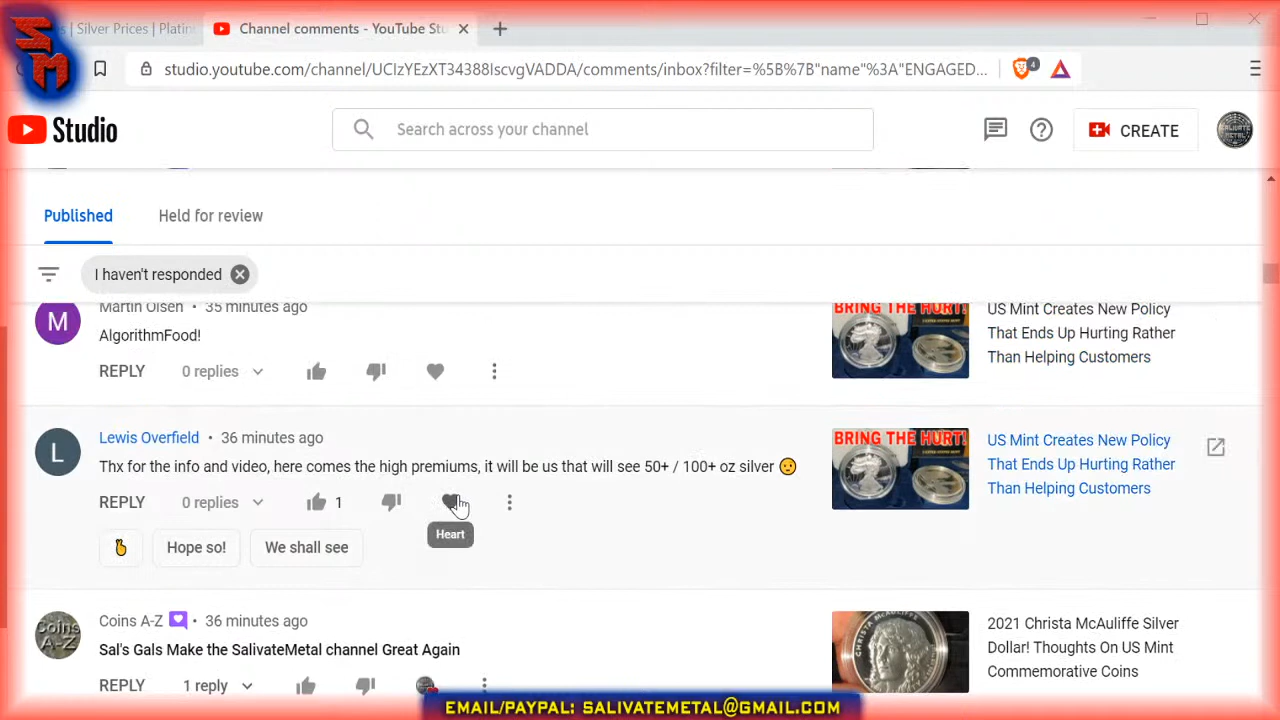 SM
s | Silver Prices | Platin
Channel comments - YouTube Stu
studio.youtube.com/channel/UCIzYEzXT34388IscvgVADDA/comments/inbox?filter=%5B%7B"name"%3A"ENGAGED...
4
Studio
Search across your channel
CREATE
Published
Held for review
I haven't responded
Martin Olsen • 35 minutes ago
M
AlgorithmFood!
REPLY 0 replies
BRING THE HURT!
US Mint Creates New Policy
That Ends Up Hurting Rather
Than Helping Customers
Lewis Overfield • 36 minutes ago
L
Thx for the info and video, here comes the high premiums, it will be us that will see 50+ / 100+ oz silver
REPLY 0 replies 1
Heart
Hope so! We shall see
BRING THE HURT!
US Mint Creates New Policy
That Ends Up Hurting Rather
Than Helping Customers
Coins A-Z • 36 minutes ago
Coins
A-Z
Sal's Gals Make the SalivateMetal channel Great Again
REPLY 1 reply
CHRISTA McAULIFFE
2021 Christa McAuliffe Silver
Dollar! Thoughts On US Mint
Commemorative Coins
EMAIL/PAYPAL: SALIVATEMETAL@GMAIL.COM